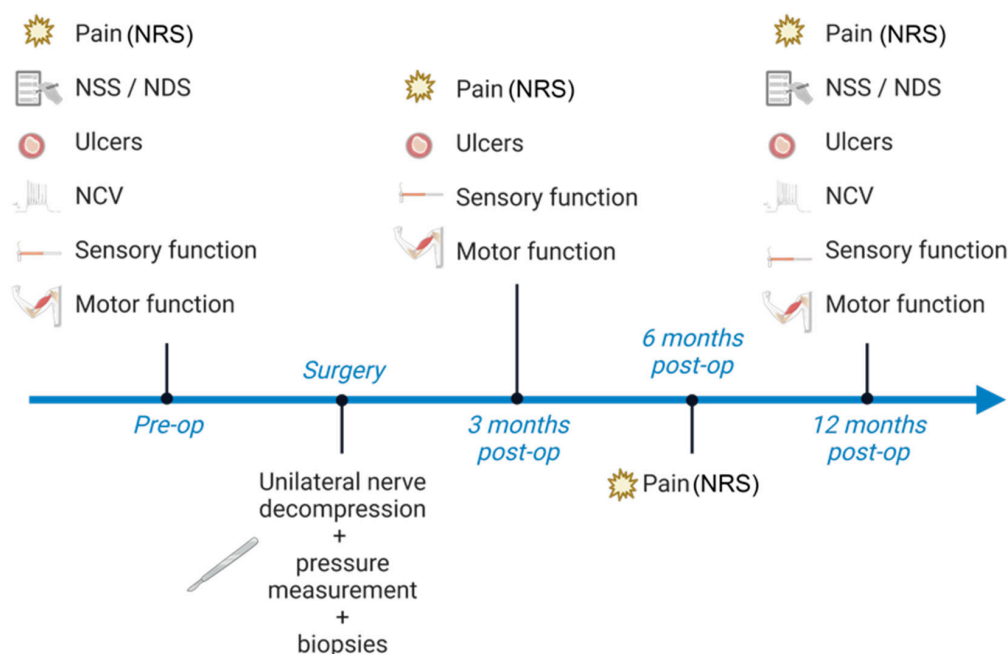 Pain (NRS)
NSS / NDS
Ulcers
NCV
Sensory function
Motor function
Pre-op
Surgery
Unilateral nerve
decompression
+
pressure
measurement
+
biopsies
Pain (NRS)
Ulcers
Sensory function
Motor function
3 months
post-op
6 months
post-op
Pain (NRS)
Pain (NRS)
NSS / NDS
Ulcers
NCV
Sensory function
Motor function
12 months
post-op